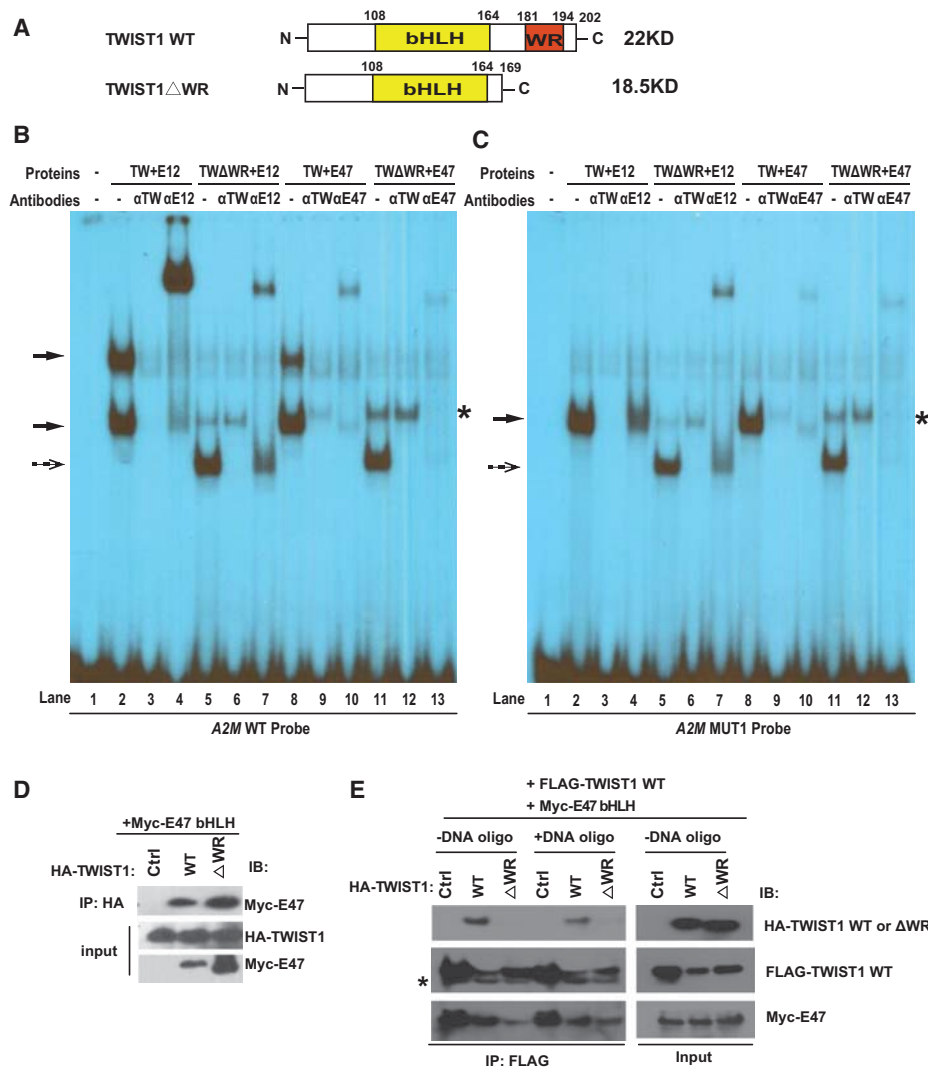 A
108 164 181 194 202
TWIST1 WT N bHLH WR C 22KD
108 164 169
TWIST1△WR N bHLH C 18.5KD
B
Proteins - TW+E12 TWΔWR+E12 TW+E47 TWΔWR+E47
Antibodies - αTW αE12 - αTW αE12 - αTW αE47 - αTW αE47
*
Lane 1 2 3 4 5 6 7 8 9 10 11 12 13
A2M WT Probe
C
Proteins - TW+E12 TWΔWR+E12 TW+E47 TWΔWR+E47
Antibodies - αTW αE12 - αTW αE12 - αTW αE47 - αTW αE47
*
Lane 1 2 3 4 5 6 7 8 9 10 11 12 13
A2M MUT1 Probe
D
+Myc-E47 bHLH
HA-TWIST1: Ctrl WT △WR IB:
IP: HA Myc-E47
input HA-TWIST1
Myc-E47
E
+ FLAG-TWIST1 WT
+ Myc-E47 bHLH
-DNA oligo +DNA oligo -DNA oligo
HA-TWIST1: Ctrl WT △WR Ctrl WT △WR Ctrl WT △WR IB:
HA-TWIST1 WT or ΔWR
FLAG-TWIST1 WT
*
Myc-E47
IP: FLAG Input